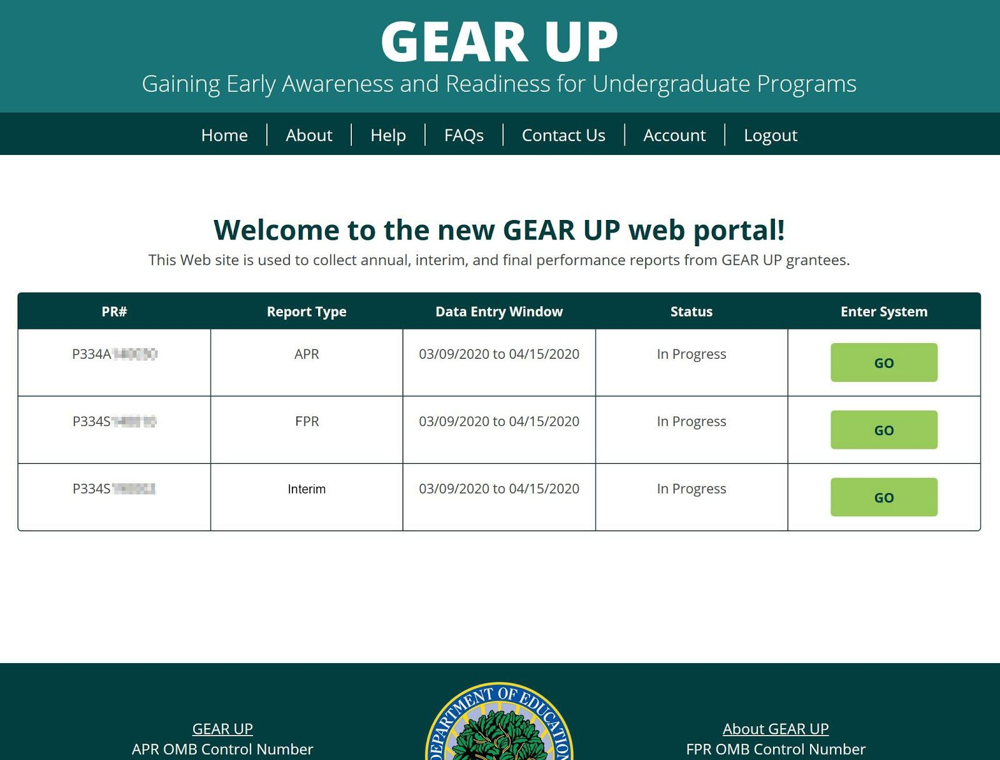 GEAR UP
Gaining Early Awareness and Readiness for Undergraduate Programs
Home | About | Help | FAQs | Contact Us | Account | Logout
Welcome to the new GEAR UP web portal!
This Web site is used to collect annual, interim, and final performance reports from GEAR UP grantees.
PR# Report Type Data Entry Window Status Enter System
P334A APR 03/09/2020 to 04/15/2020 In Progress GO
P334S FPR 03/09/2020 to 04/15/2020 In Progress GO
P334S Interim 03/09/2020 to 04/15/2020 In Progress GO
DEPARTMENT OF EDUCATION
GEAR UP
About GEAR UP
APR OMB Control Number
FPR OMB Control Number